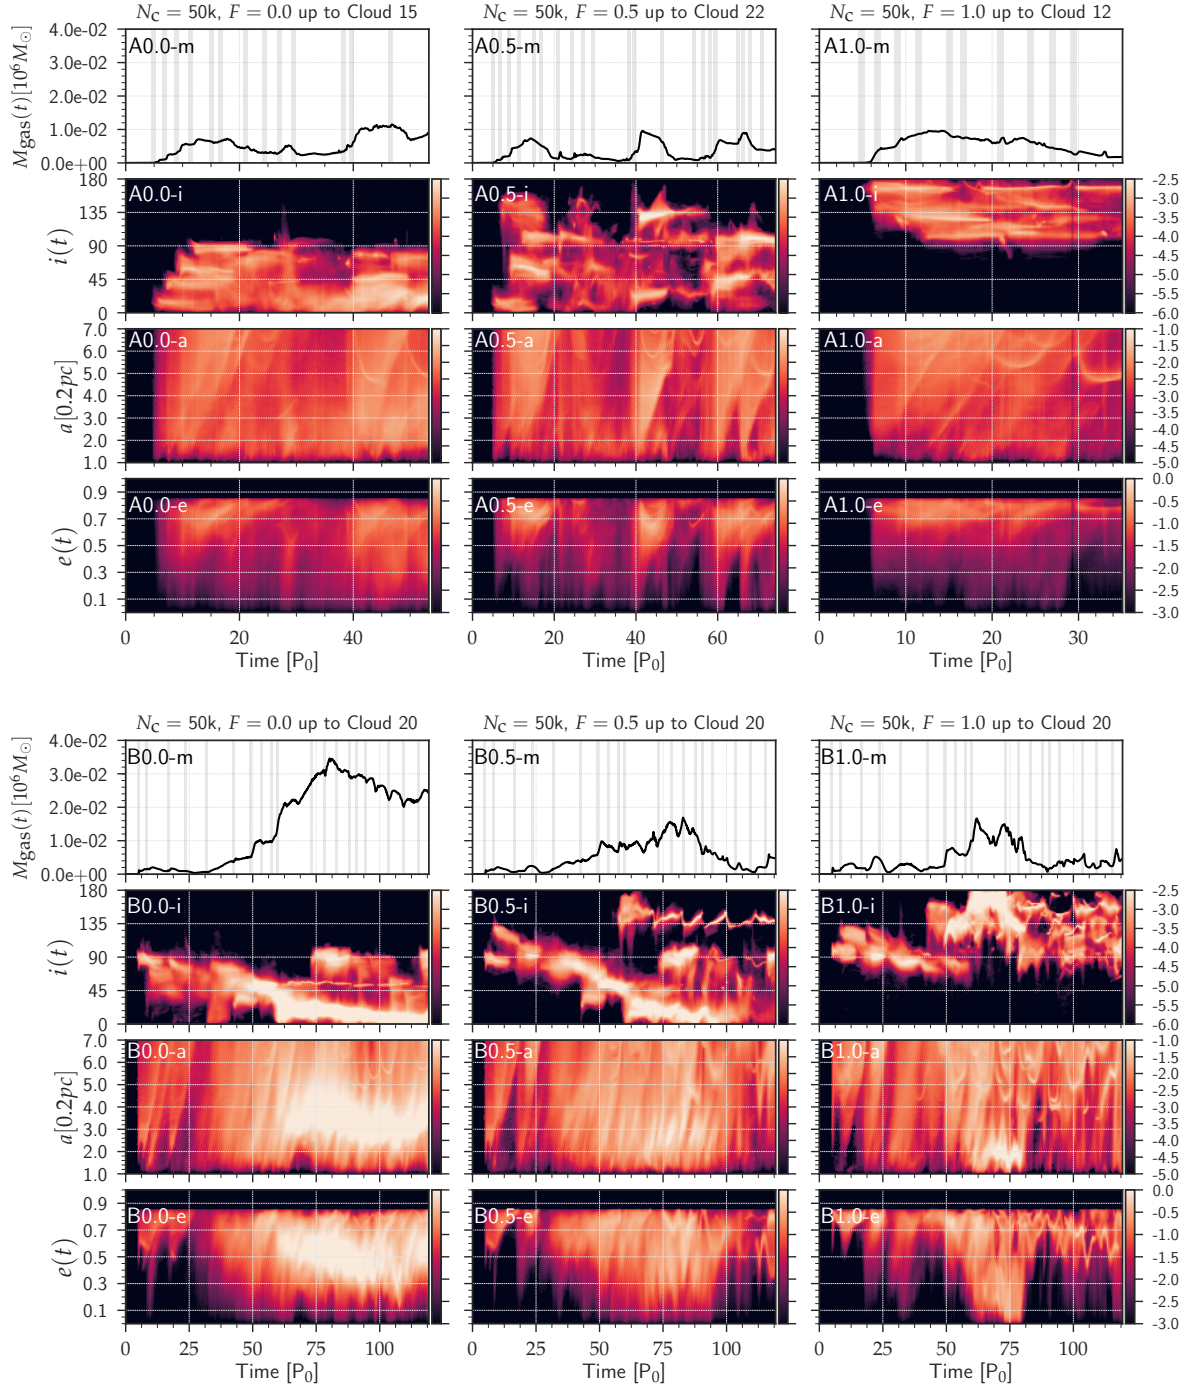 N_C = 50k, F = 0.0 up to Cloud 15
N_C = 50k, F = 0.5 up to Cloud 22
N_C = 50k, F = 1.0 up to Cloud 12
Mgas(t)[10^6 M_⊙]
4.0e-02
3.0e-02
2.0e-02
1.0e-02
0.0e+00
A0.0-m
A0.5-m
A1.0-m
i(t)
180
135
90
45
0
A0.0-i
A0.5-i
A1.0-i
-2.5
-3.0
-3.5
-4.0
-4.5
-5.0
-5.5
-6.0
a[0.2pc]
7.0
5.0
4.0
3.0
2.0
1.0
A0.0-a
A0.5-a
A1.0-a
-1.0
-1.5
-2.0
-2.5
-3.0
-3.5
-4.0
-4.5
-5.0
e(t)
0.9
0.7
0.5
0.3
0.1
A0.0-e
A0.5-e
A1.0-e
0.0
-0.5
-1.0
-1.5
-2.0
-2.5
-3.0
0 20 40
0 20 40 60
0 10 20 30
Time [P_0]
Time [P_0]
Time [P_0]
N_C = 50k, F = 0.0 up to Cloud 20
N_C = 50k, F = 0.5 up to Cloud 20
N_C = 50k, F = 1.0 up to Cloud 20
Mgas(t)[10^6 M_⊙]
4.0e-02
3.0e-02
2.0e-02
1.0e-02
0.0e+00
B0.0-m
B0.5-m
B1.0-m
i(t)
180
135
90
45
0
B0.0-i
B0.5-i
B1.0-i
-2.5
-3.0
-3.5
-4.0
-4.5
-5.0
-5.5
-6.0
a[0.2pc]
7.0
5.0
4.0
3.0
2.0
1.0
B0.0-a
B0.5-a
B1.0-a
-1.0
-1.5
-2.0
-2.5
-3.0
-3.5
-4.0
-4.5
-5.0
e(t)
0.9
0.7
0.5
0.3
0.1
B0.0-e
B0.5-e
B1.0-e
0.0
-0.5
-1.0
-1.5
-2.0
-2.5
-3.0
0 25 50 75 100
0 25 50 75 100
0 25 50 75 100
Time [P_0]
Time [P_0]
Time [P_0]